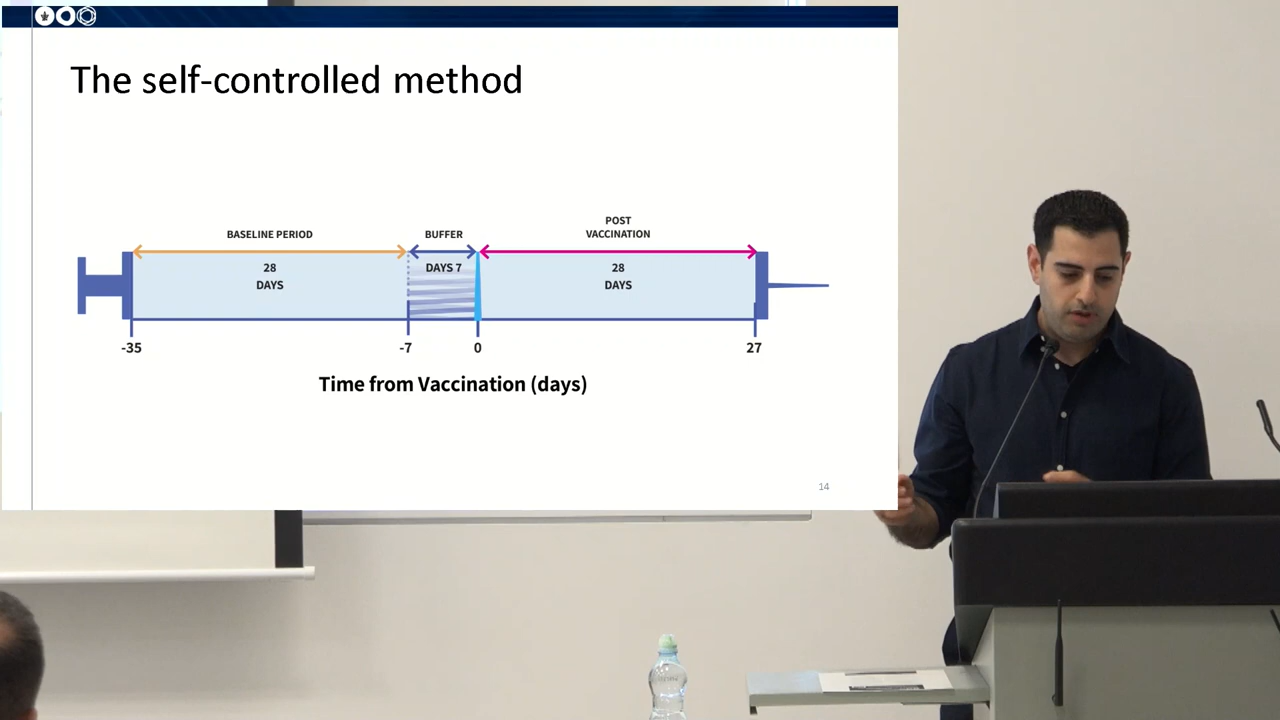 The self-controlled method
BASELINE PERIOD
BUFFER
POST
VACCINATION
28
DAYS
DAYS 7
28
DAYS
-35
-7
0
27
Time from Vaccination (days)
14